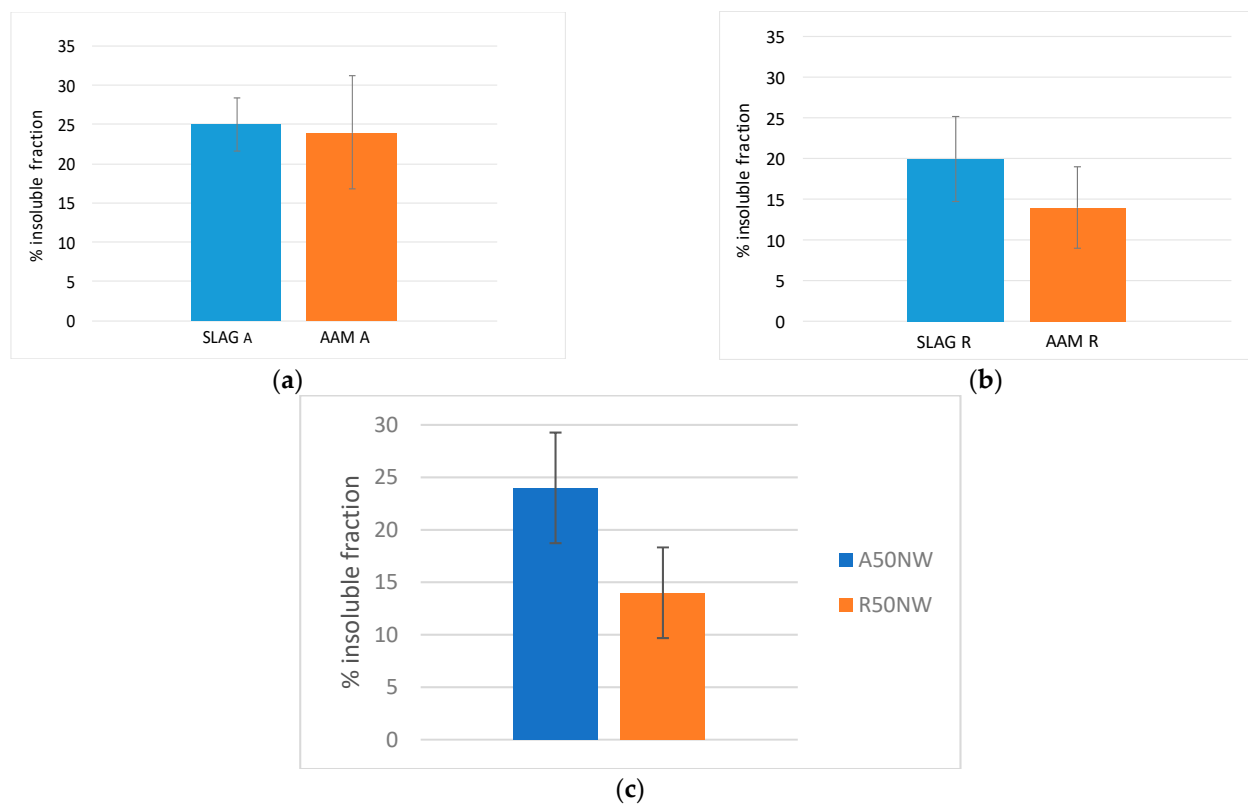 35
30
25
20
15
10
5
0
% insoluble fraction
SLAG A
AAM A
(a)
35
30
25
20
15
10
5
0
% insoluble fraction
SLAG R
AAM R
(b)
30
25
20
15
10
5
0
% insoluble fraction
A50NW
R50NW
(c)